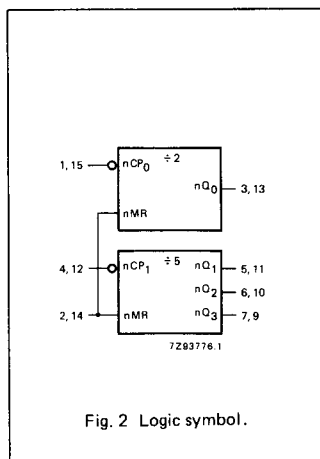 ÷2
1, 15 nCP0
nQ0 3, 13
nMR
÷5
4, 12 nCP1 nQ1 5, 11
nQ2 6, 10
2, 14 nMR nQ3 7, 9
7Z93776.1
Fig. 2 Logic symbol.